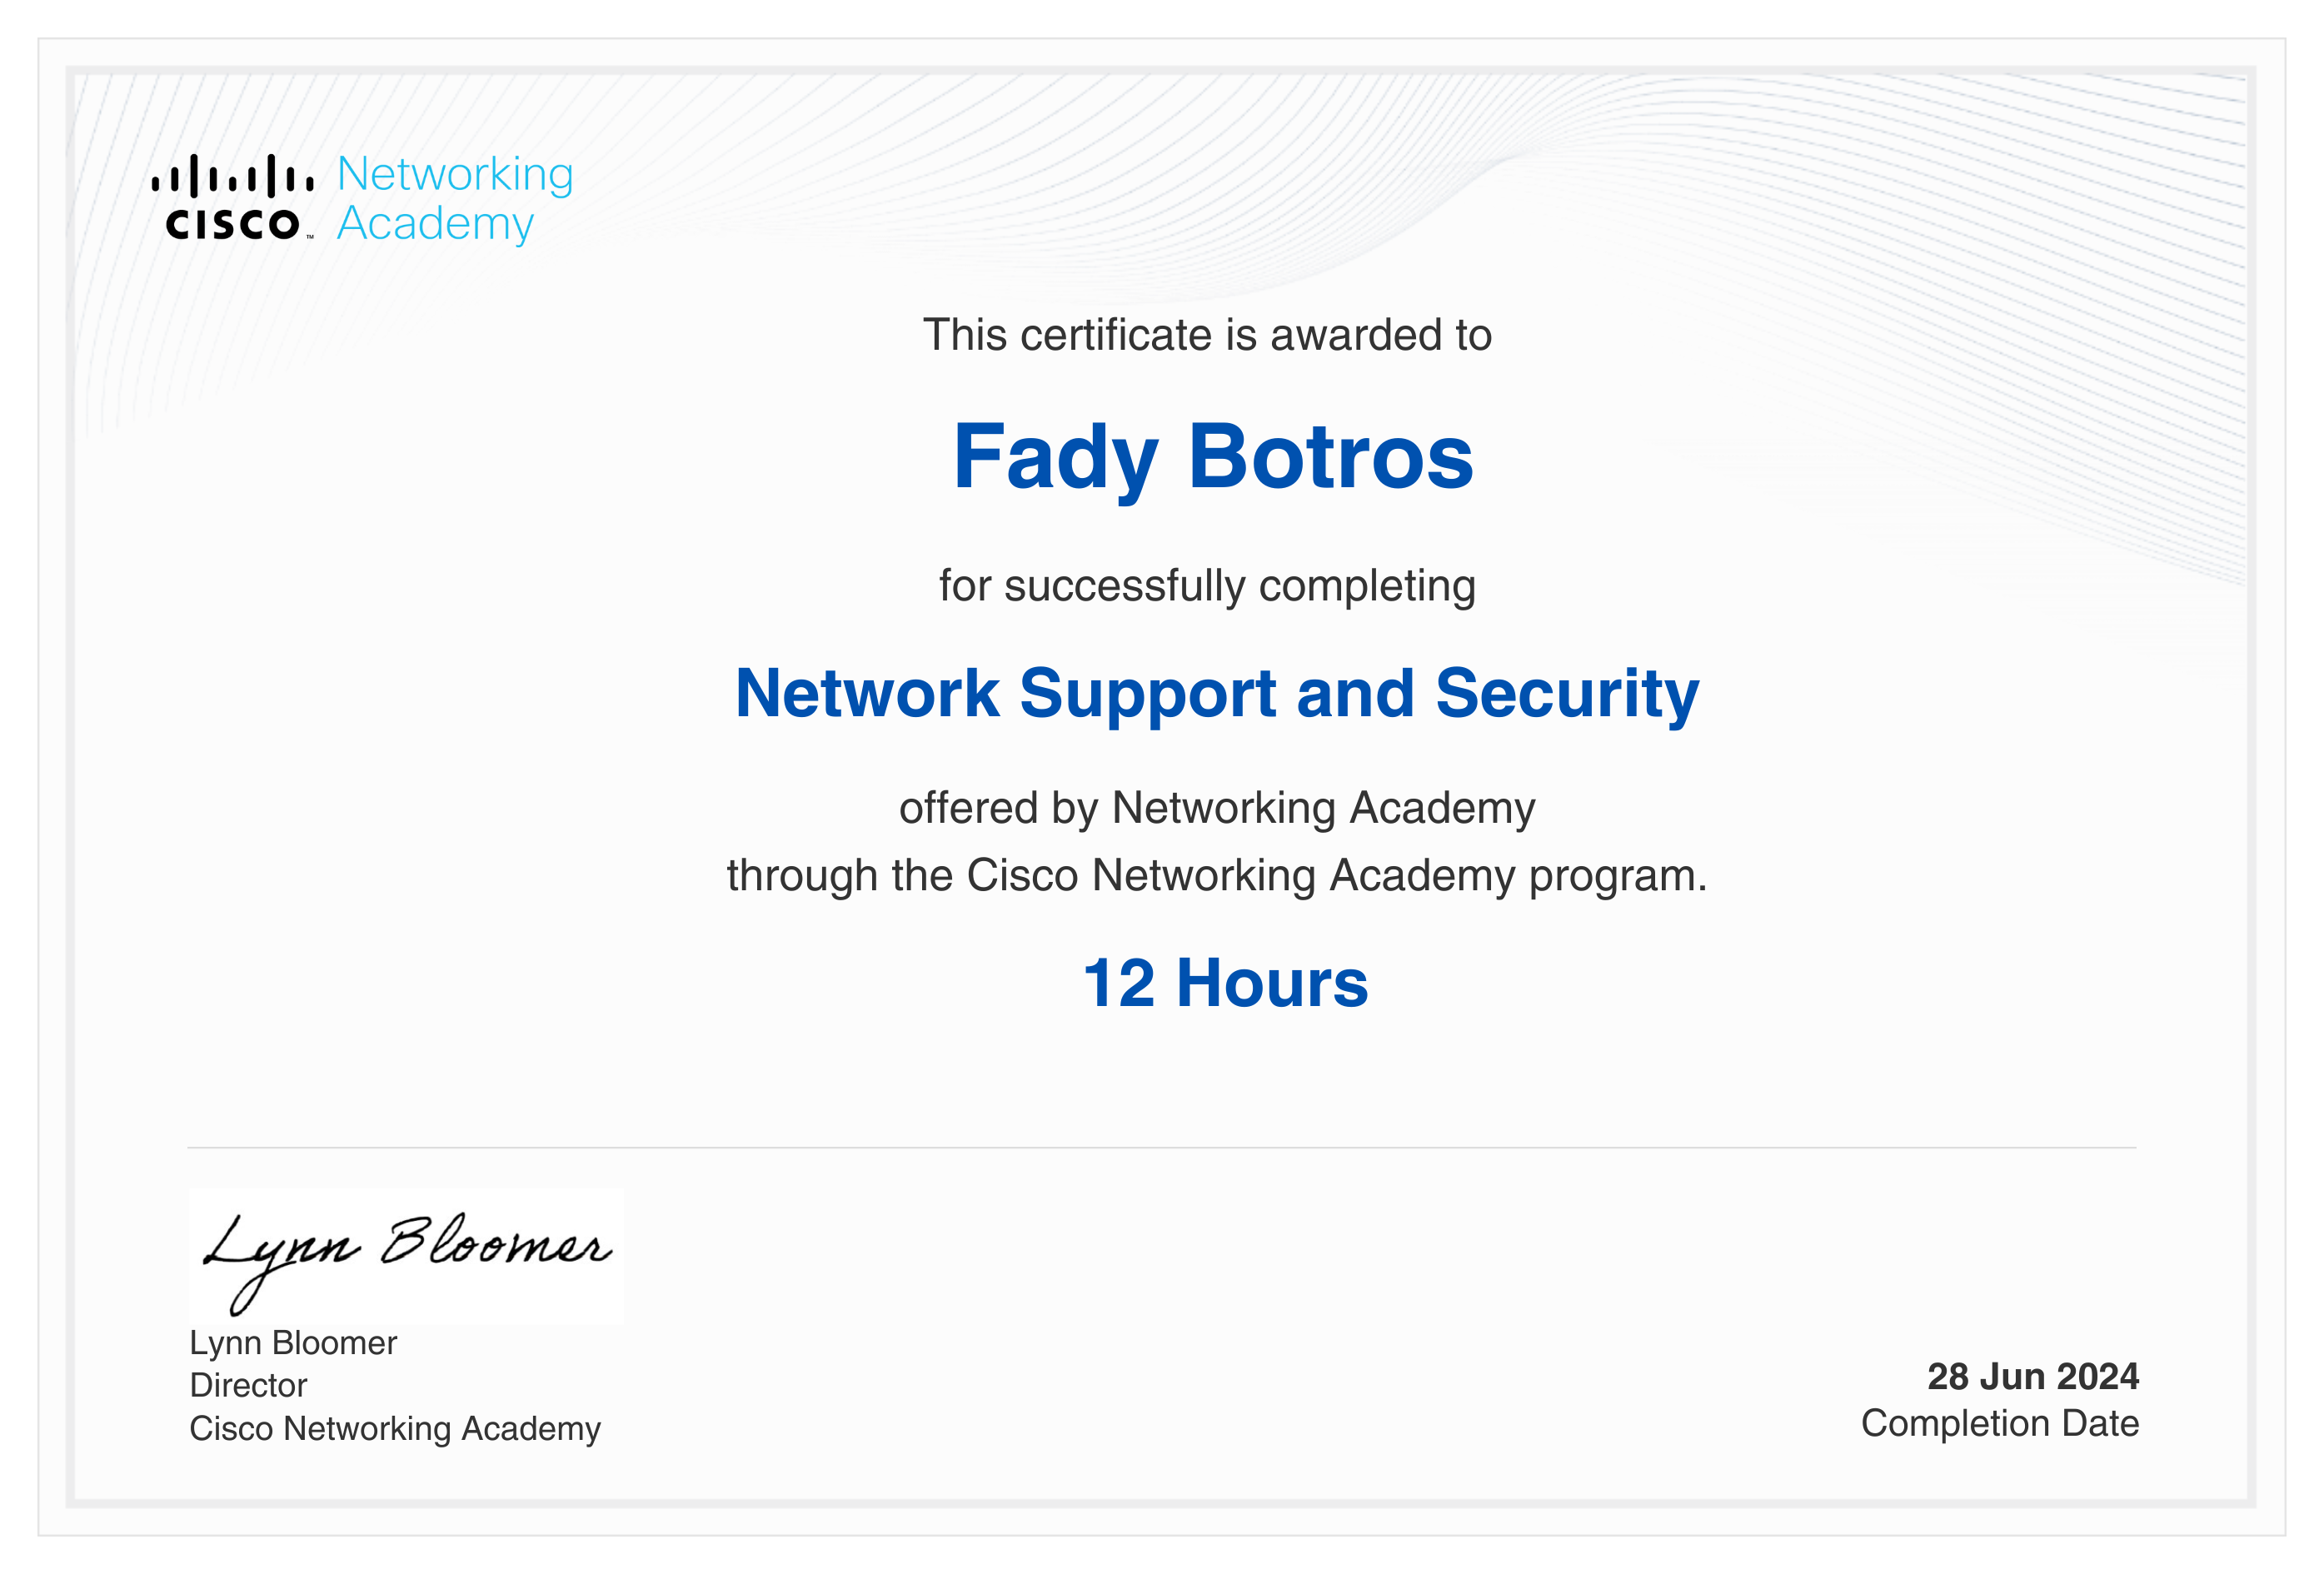 Networking
Academy
CISCO™
This certificate is awarded to
Fady Botros
for successfully completing
Network Support and Security
offered by Networking Academy
through the Cisco Networking Academy program.
12 Hours
Lynn Bloomer
Lynn Bloomer
Director
Cisco Networking Academy
28 Jun 2024
Completion Date